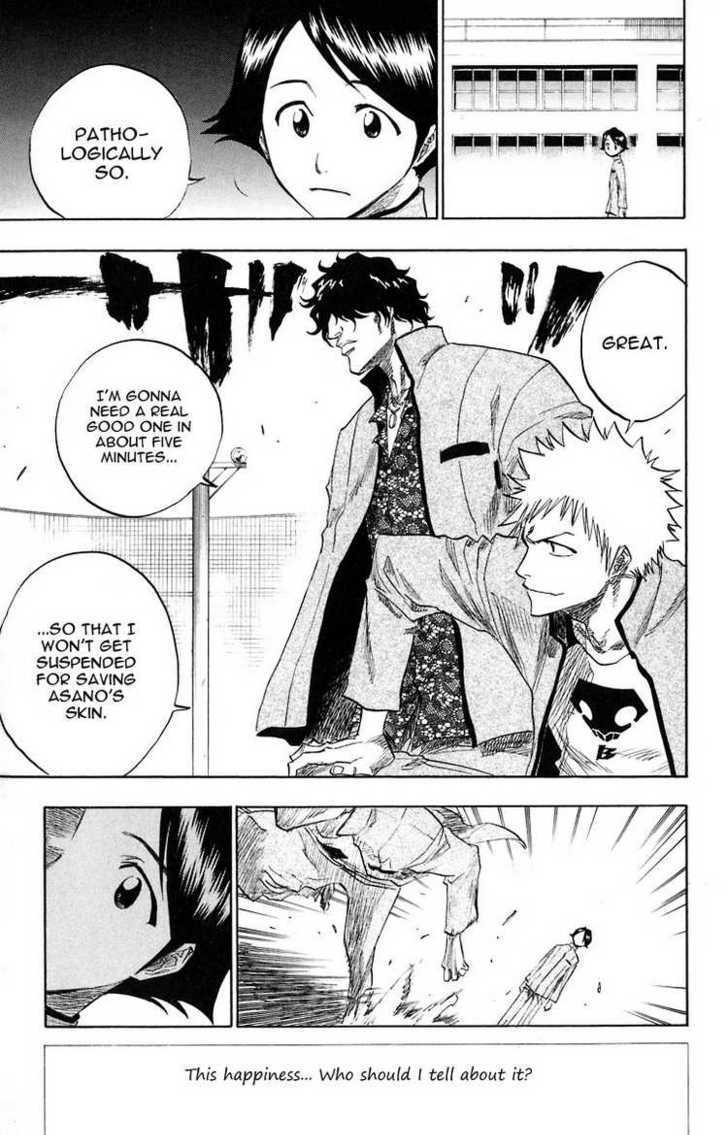 PATHO-
LOGICALLY
SO.
GREAT.
I'M GONNA
NEED A REAL
GOOD ONE IN
ABOUT FIVE
MINUTES...
...SO THAT I
WON'T GET
SUSPENDED
FOR SAVING
ASANO'S
SKIN.
B
This happiness... Who should I tell about it?